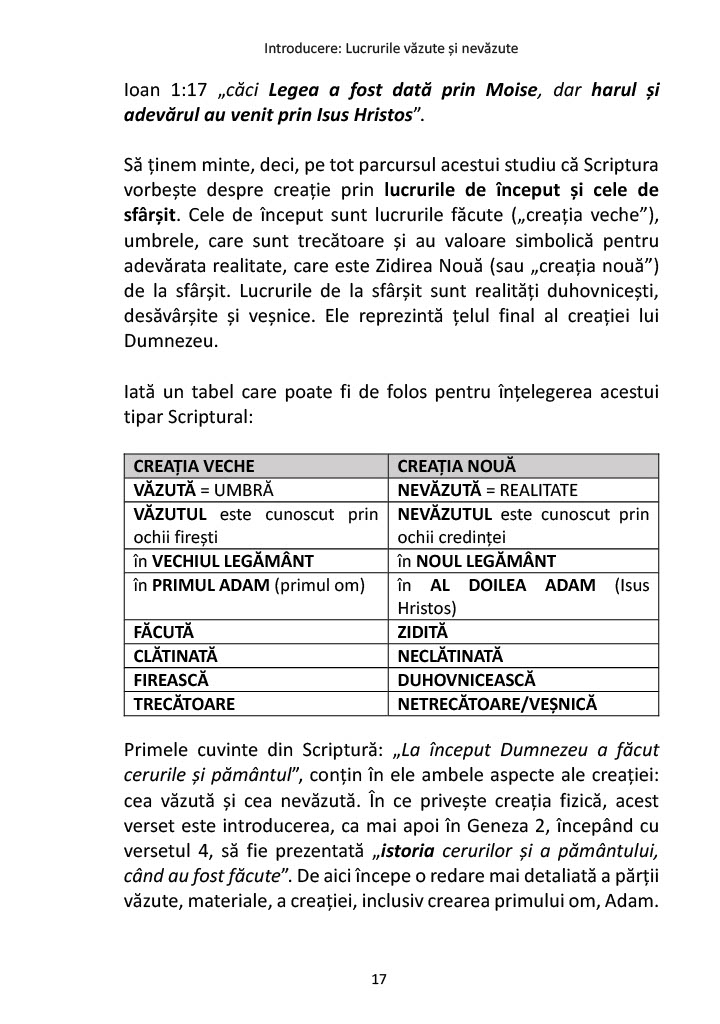 Introducere: Lucrurile văzute și nevăzute
Ioan 1:17 „căci Legea a fost dată prin Moise, dar harul și
adevărul au venit prin Isus Hristos”.
Să ținem minte, deci, pe tot parcursul acestui studiu că Scriptura
vorbește despre creație prin lucrurile de început și cele de
sfârșit. Cele de început sunt lucrurile făcute („creația veche”),
umbrele, care sunt trecătoare și au valoare simbolică pentru
adevărata realitate, care este Zidirea Nouă (sau „creația nouă”)
de la sfârșit. Lucrurile de la sfârșit sunt realități duhovnicești,
desăvârșite și veșnice. Ele reprezintă țelul final al creației lui
Dumnezeu.
Iată un tabel care poate fi de folos pentru înțelegerea acestui
tipar Scriptural:
CREAȚIA VECHE CREAȚIA NOUĂ
VĂZUTĂ = UMBRĂ NEVĂZUTĂ = REALITATE
VĂZUTUL este cunoscut prin NEVĂZUTUL este cunoscut prin
ochii firești ochii credinței
în VECHIUL LEGĂMÂNT în NOUL LEGĂMÂNT
în PRIMUL ADAM (primul om) în AL DOILEA ADAM (Isus
Hristos)
FĂCUTĂ ZIDITĂ
CLĂTINATĂ NECLĂTINATĂ
FIREASCĂ DUHOVNICEASCĂ
TRECĂTOARE NETRECĂTOARE/VEȘNICĂ
Primele cuvinte din Scriptură: „La început Dumnezeu a făcut
cerurile și pământul”, conțin în ele ambele aspecte ale creației:
cea văzută și cea nevăzută. În ce privește creația fizică, acest
verset este introducerea, ca mai apoi în Geneza 2, începând cu
versetul 4, să fie prezentată „istoria cerurilor și a pământului,
când au fost făcute”. De aici începe o redare mai detaliată a părții
văzute, materiale, a creației, inclusiv crearea primului om, Adam.
17